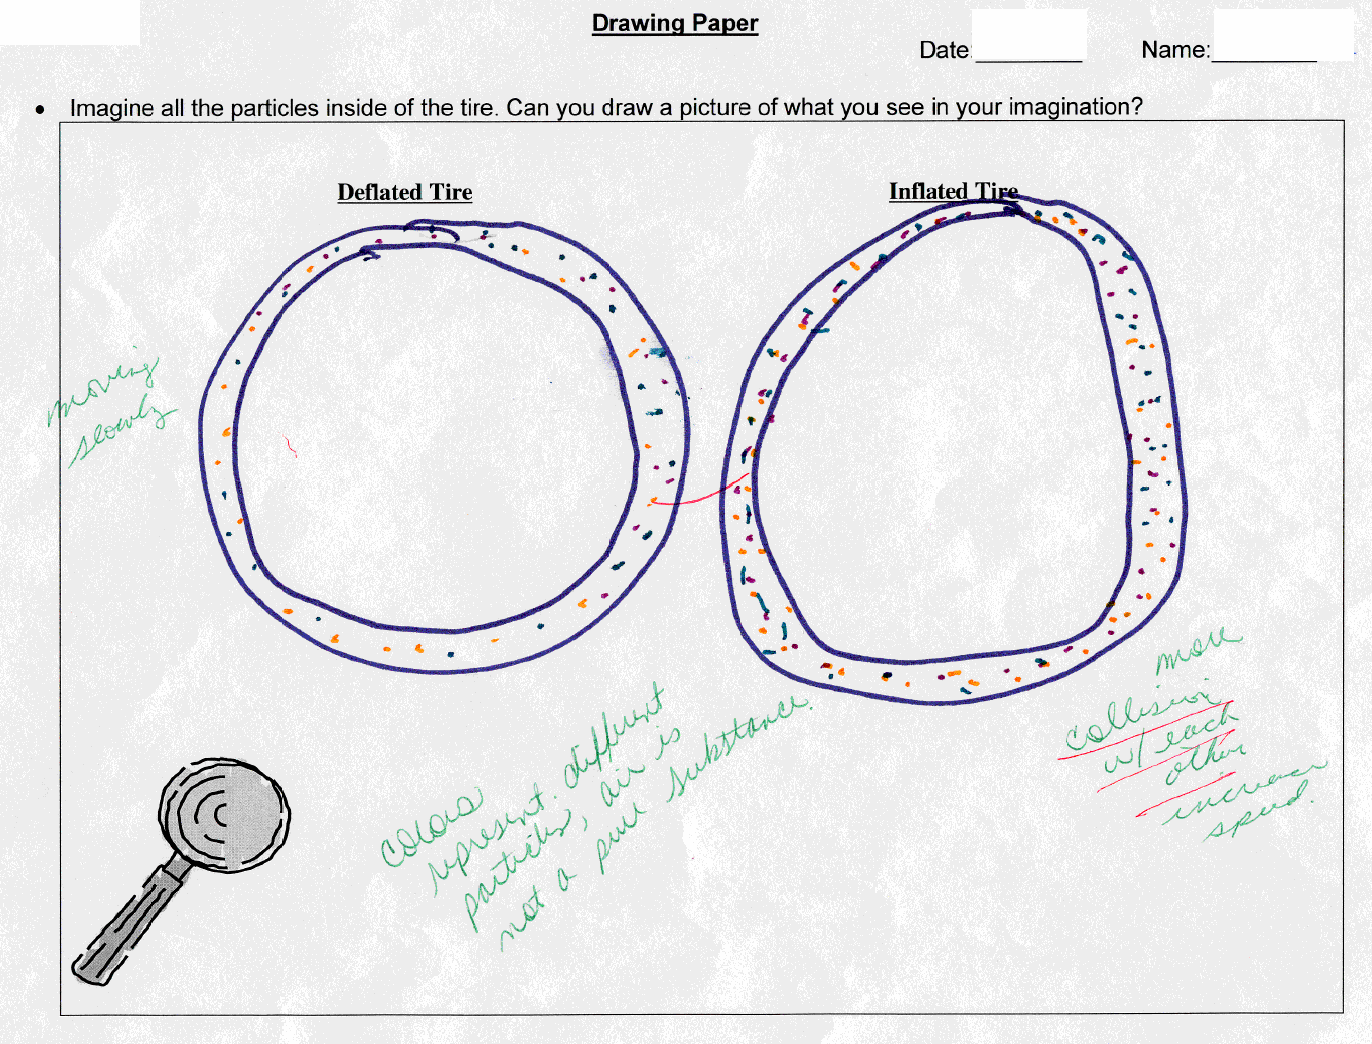 Drawing Paper
Date:
Name:
• Imagine all the particles inside of the tire. Can you draw a picture of what you see in your imagination?
Deflated Tire
Inflated Tire
moving
slowly
colors
represent. different
particles, air is
not a pure substance.
more
collision
w/ each
other
increases
speed.